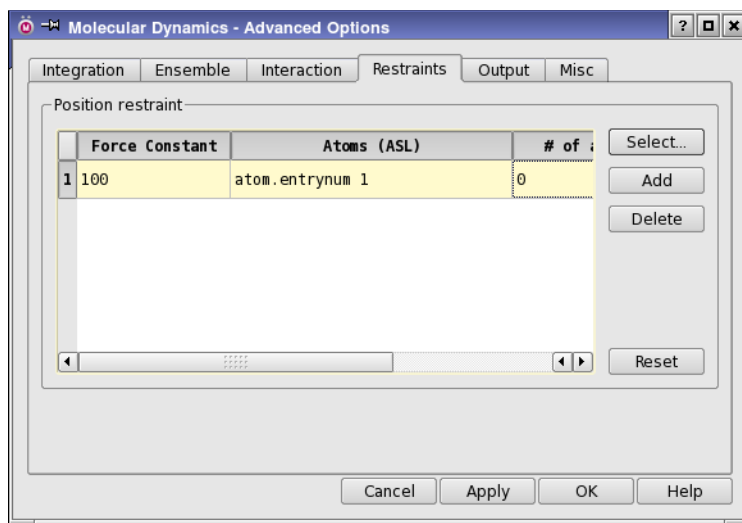 Molecular Dynamics - Advanced Options
Integration Ensemble Interaction Restraints Output Misc
Position restraint
Force Constant Atoms (ASL) # of
Select...
1 100 atom.entrynum 1 0
Add
Delete
Reset
Cancel Apply OK Help